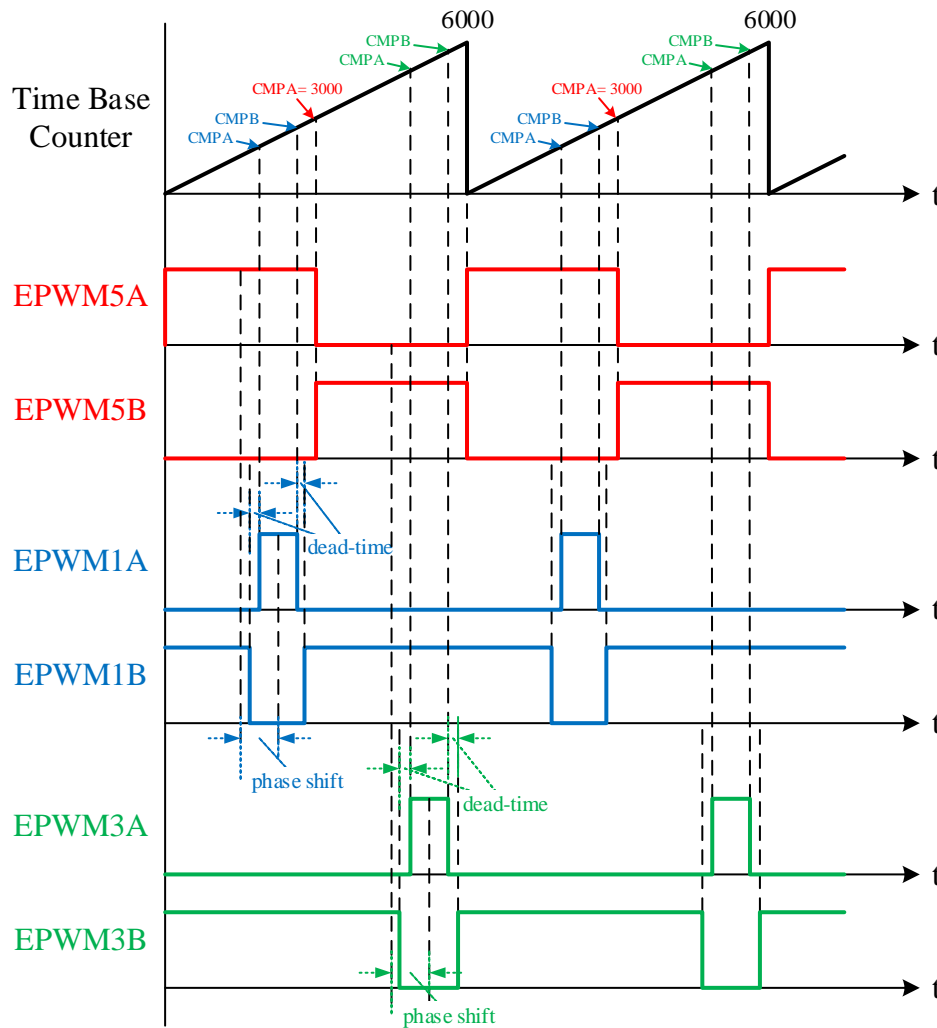 6000
6000
CMPB
CMPB
CMPA
CMPA
CMPA= 3000
CMPA= 3000
Time Base
Counter
CMPB
CMPB
CMPA
CMPA
t
EPWM5A
t
EPWM5B
t
dead-time
EPWM1A
t
EPWM1B
t
phase shift
dead-time
EPWM3A
t
EPWM3B
t
phase shift